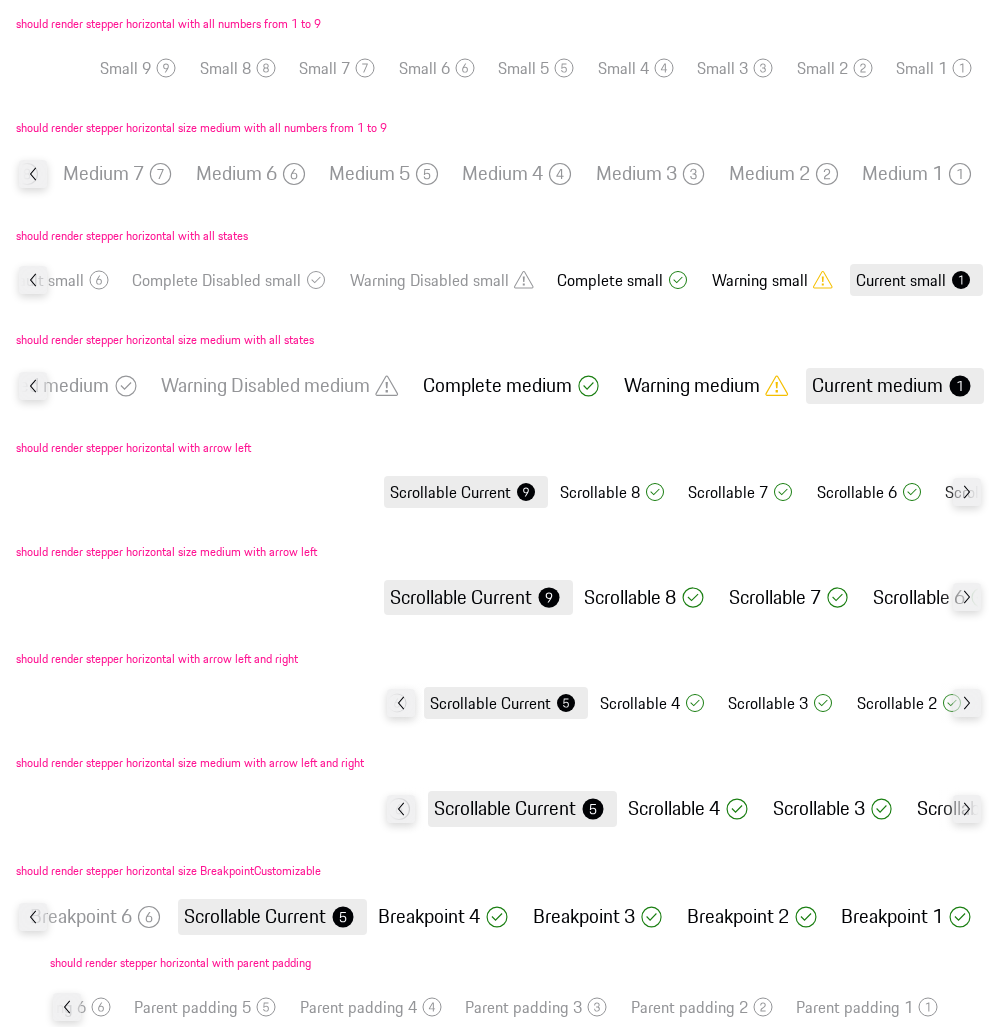 should render stepper horizontal with all numbers from 1 to 9
Small 9 9 Small 8 8 Small 7 7 Small 6 6 Small 5 5 Small 4 4 Small 3 3 Small 2 2 Small 1 1
should render stepper horizontal size medium with all numbers from 1 to 9
Medium 7 7 Medium 6 6 Medium 5 5 Medium 4 4 Medium 3 3 Medium 2 2 Medium 1 1
should render stepper horizontal with all states
small 6 Complete Disabled small Warning Disabled small Complete small Warning small Current small 1
should render stepper horizontal size medium with all states
medium Warning Disabled medium Complete medium Warning medium Current medium 1
should render stepper horizontal with arrow left
Scrollable Current 9 Scrollable 8 Scrollable 7 Scrollable 6
should render stepper horizontal size medium with arrow left
Scrollable Current 9 Scrollable 8 Scrollable 7 Scrollable 6
should render stepper horizontal with arrow left and right
Scrollable Current 5 Scrollable 4 Scrollable 3 Scrollable 2
should render stepper horizontal size medium with arrow left and right
Scrollable Current 5 Scrollable 4 Scrollable 3
should render stepper horizontal size BreakpointCustomizable
Breakpoint 6 6 Scrollable Current 5 Breakpoint 4 Breakpoint 3 Breakpoint 2 Breakpoint 1
should render stepper horizontal with parent padding
6 6 Parent padding 5 5 Parent padding 4 4 Parent padding 3 3 Parent padding 2 2 Parent padding 1 1